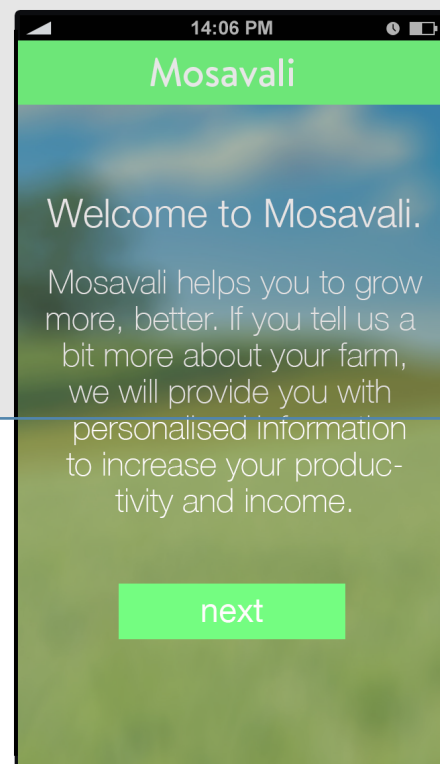 14:06 PM
Mosavali
Welcome to Mosavali.
Mosavali helps you to grow
more, better. If you tell us a
bit more about your farm,
we will provide you with
personalised information
to increase your produc-
tivity and income.
next